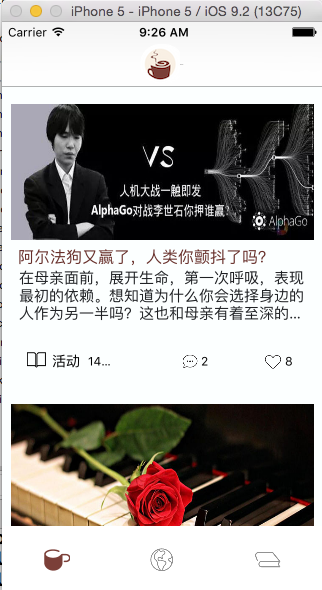 iPhone 5 - iPhone 5 / iOS 9.2 (13C75)
Carrier 9:26 AM
VS
人机大战一触即发
AlphaGo对战李世石你押谁赢?
AlphaGo
阿尔法狗又赢了，人类你颤抖了吗?
在母亲面前，展开生命，第一次呼吸，表现
最初的依赖。想知道为什么你会选择身边的
人作为另一半吗？这也和母亲有着至深的...
活动 14... 2 8